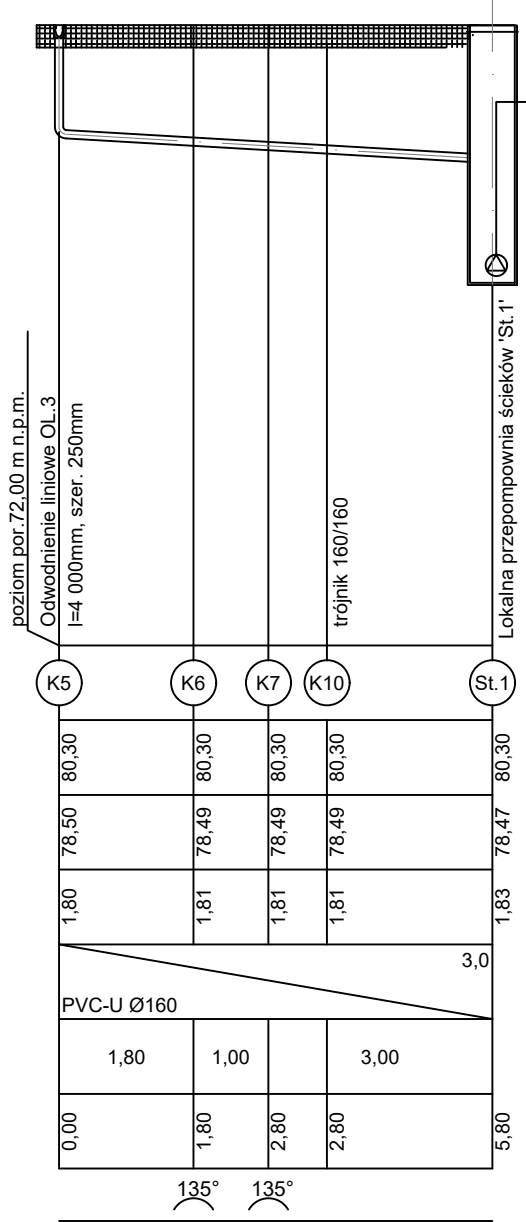 poziom por.72,00 m n.p.m.
Odwodnienie liniowe OL.3
l=4 000mm, szer. 250mm
trójnik 160/160
Lokalna przepompownia ścieków 'St.1'
K5 K6 K7 K10 St.1
80,30 80,30 80,30 80,30 80,30
78,50 78,49 78,49 78,49 78,47
1,80 1,81 1,81 1,81 1,83
3,0
PVC-U Ø160
1,80 1,00 3,00
0,00 1,80 2,80 2,80 5,80
135° 135°